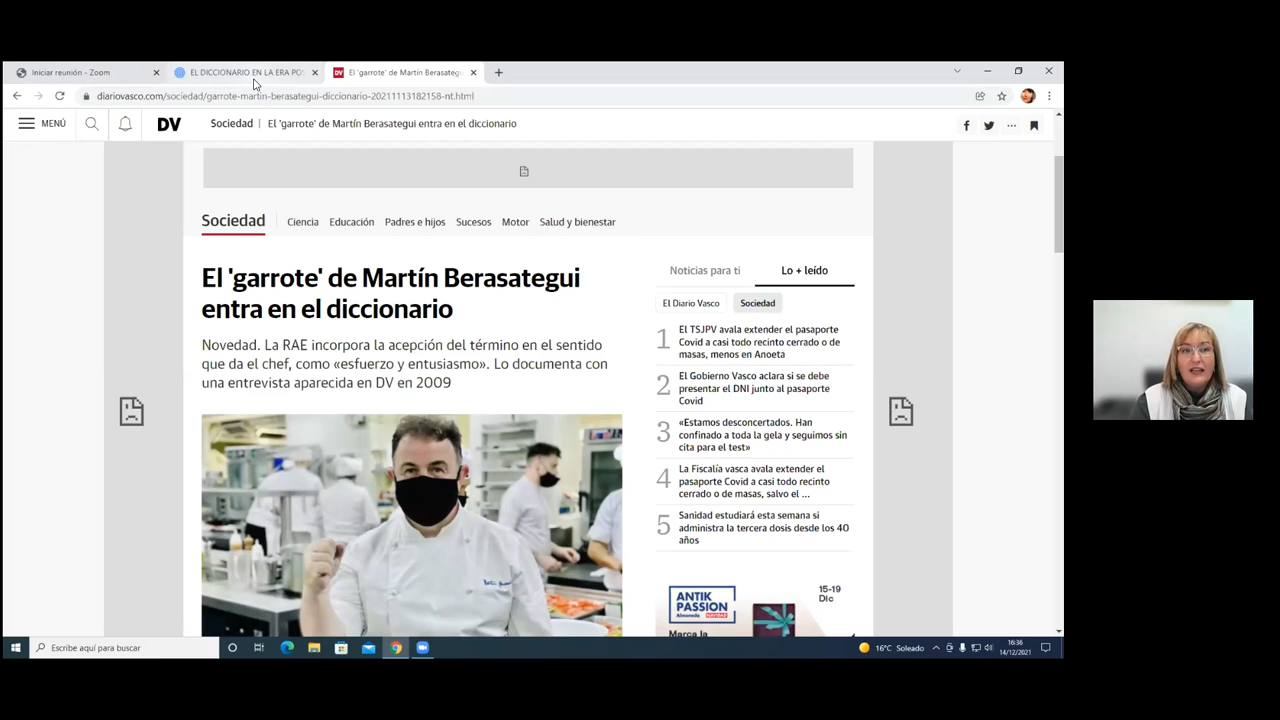 Iniciar reunión - Zoom
EL DICCIONARIO EN LA ERA POS
El 'garrote' de Martín Berasategu
diariovasco.com/sociedad/garrote-martin-berasategui-diccionario-20211113182158-nt.html
MENÚ
DV
Sociedad | El 'garrote' de Martín Berasategui entra en el diccionario
Sociedad
Ciencia Educación Padres e hijos Sucesos Motor Salud y bienestar
El 'garrote' de Martín Berasategui
entra en el diccionario
Novedad. La RAE incorpora la acepción del término en el sentido
que da el chef, como «esfuerzo y entusiasmo». Lo documenta con
una entrevista aparecida en DV en 2009
Noticias para ti Lo + leído
El Diario Vasco Sociedad
1 El TSJPV avala extender el pasaporte
Covid a casi todo recinto cerrado o de
masas, menos en Anoeta
2 El Gobierno Vasco aclara si se debe
presentar el DNI junto al pasaporte
Covid
3 «Estamos desconcertados. Han
confinado a toda la gela y seguimos sin
cita para el test»
4 La Fiscalía vasca avala extender el
pasaporte Covid a casi todo recinto
cerrado o de masas, salvo el ...
5 Sanidad estudiará esta semana si
administra la tercera dosis desde los 40
años
ANTIK
PASSION
Almoneda NAVIDAD
15-19
Dic
Marca la
Escribe aquí para buscar
16°C Soleado
16:36
14/12/2021